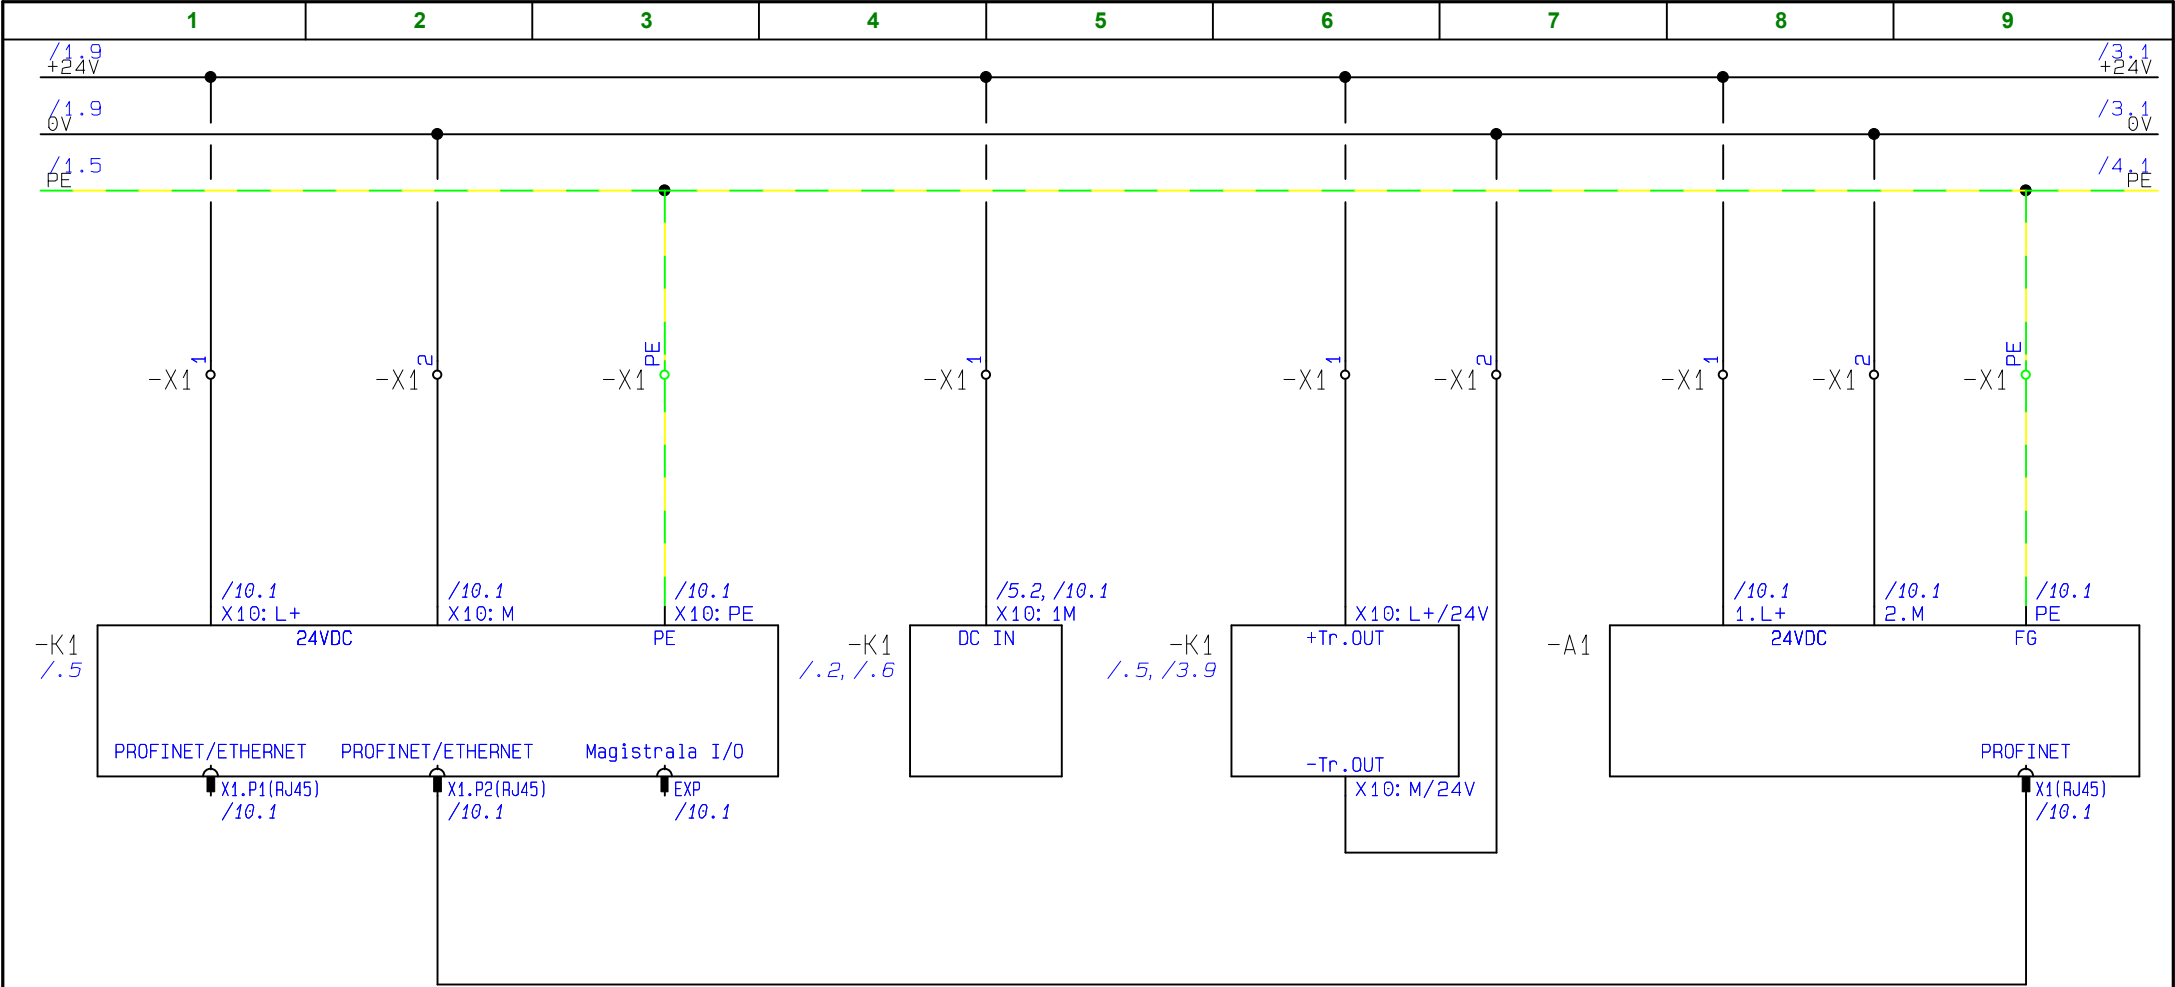 1 2 3 4 5 6 7 8 9
/1.9 /3.1
+24V +24V
/1.9 /3.1
0V 0V
/1.5 /4.1
PE PE
1 2 PE 1 1 2 1 2 PE
-X1 -X1 -X1 -X1 -X1 -X1 -X1 -X1 -X1
/10.1 /10.1 /10.1 /5.2, /10.1 /10.1 /10.1 /10.1
X10:L+ X10:M X10:PE X10:1M X10:L+/24V 1.L+ 2.M PE
24VDC PE DC IN +Tr.OUT 24VDC FG
-K1 -K1 -K1 -A1
/.5 /.2, /.6 /.5, /3.9
PROFINET/ETHERNET PROFINET/ETHERNET Magistrala I/O PROFINET
-Tr.OUT
X1.P1(RJ45) X1.P2(RJ45) EXP X10:M/24V X1(RJ45)
/10.1 /10.1 /10.1 /10.1